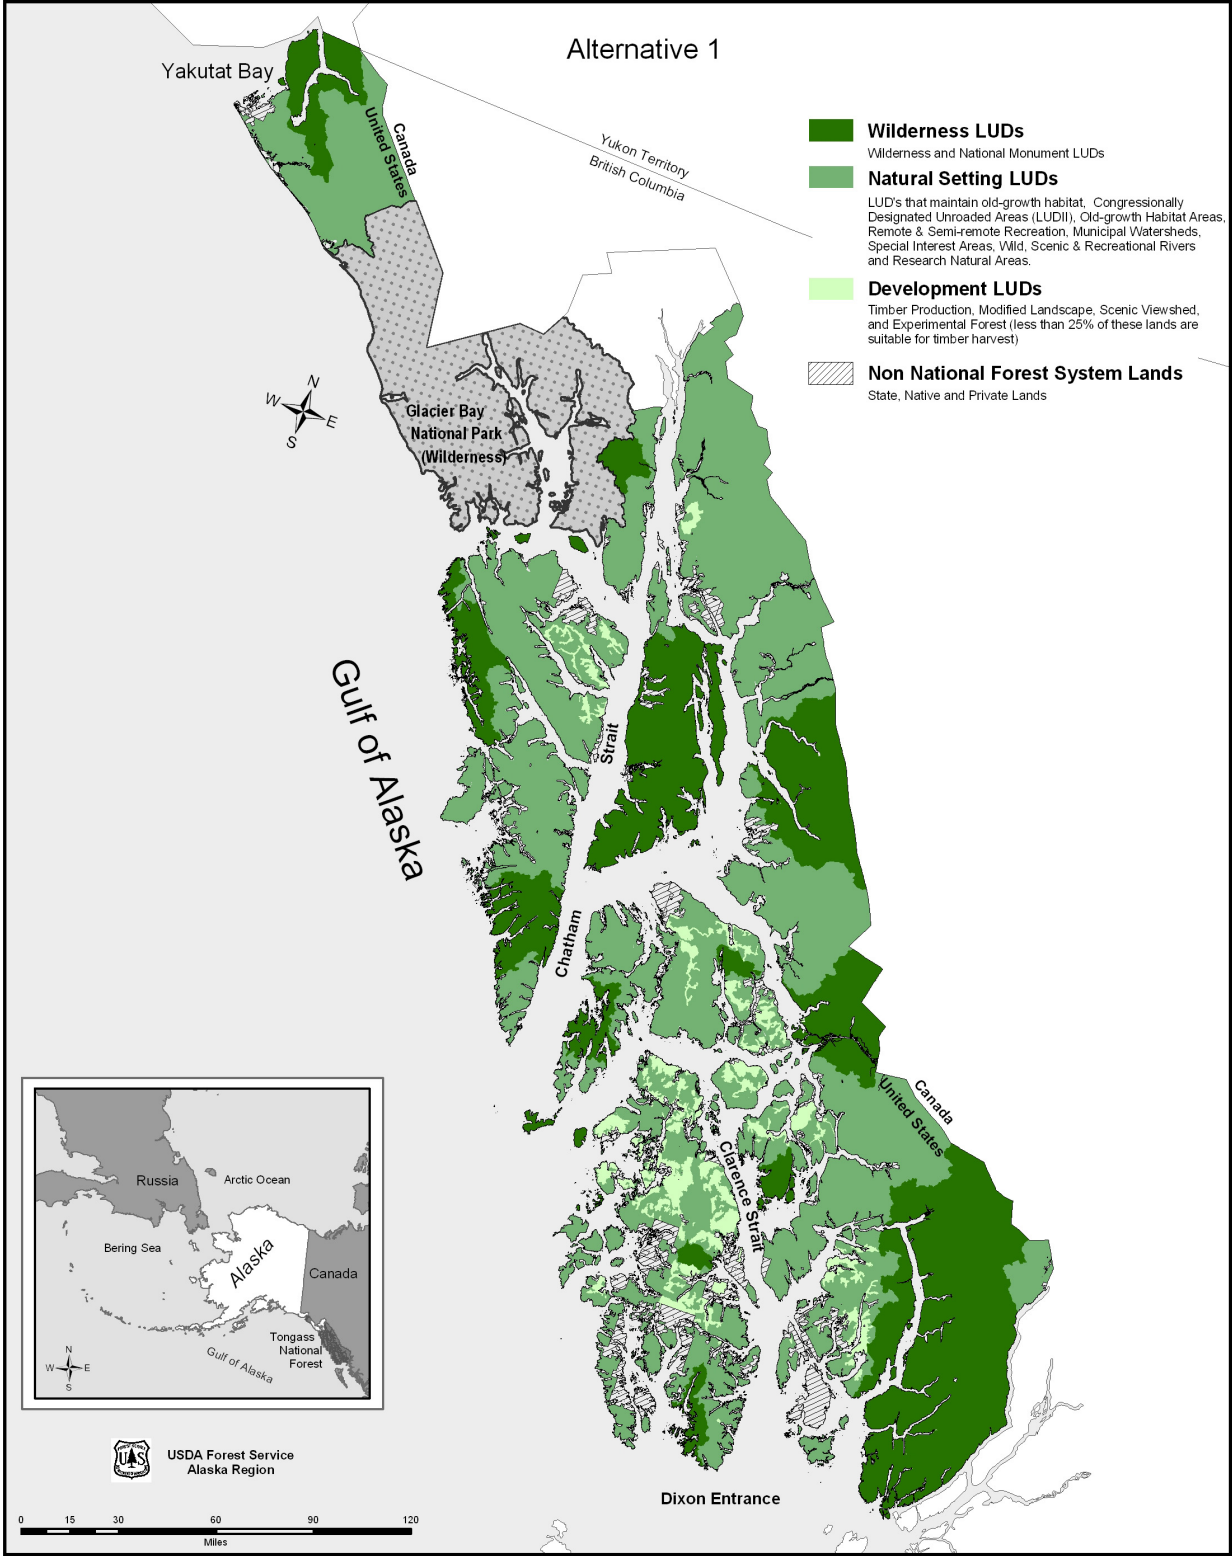 Alternative 1
Yakutat Bay
Canada
United States
Yukon Territory
British Columbia
Wilderness LUDs
Wilderness and National Monument LUDs
Natural Setting LUDs
LUD's that maintain old-growth habitat, Congressionally
Designated Unroaded Areas (LUDII), Old-growth Habitat Areas,
Remote & Semi-remote Recreation, Municipal Watersheds,
Special Interest Areas, Wild, Scenic & Recreational Rivers
and Research Natural Areas.
Development LUDs
Timber Production, Modified Landscape, Scenic Viewshed,
and Experimental Forest (less than 25% of these lands are
suitable for timber harvest)
Non National Forest System Lands
State, Native and Private Lands
N
W
E
S
Glacier Bay
National Park
(Wilderness)
Gulf of Alaska
Chatham
Strait
Canada
United States
Clarence Strait
Dixon Entrance
Russia
Arctic Ocean
Bering Sea
Alaska
Canada
Tongass
National
Forest
Gulf of Alaska
N
W
E
S
FOREST SERVICE
U S
USDA Forest Service
Alaska Region
0 15 30 60 90 120
Miles